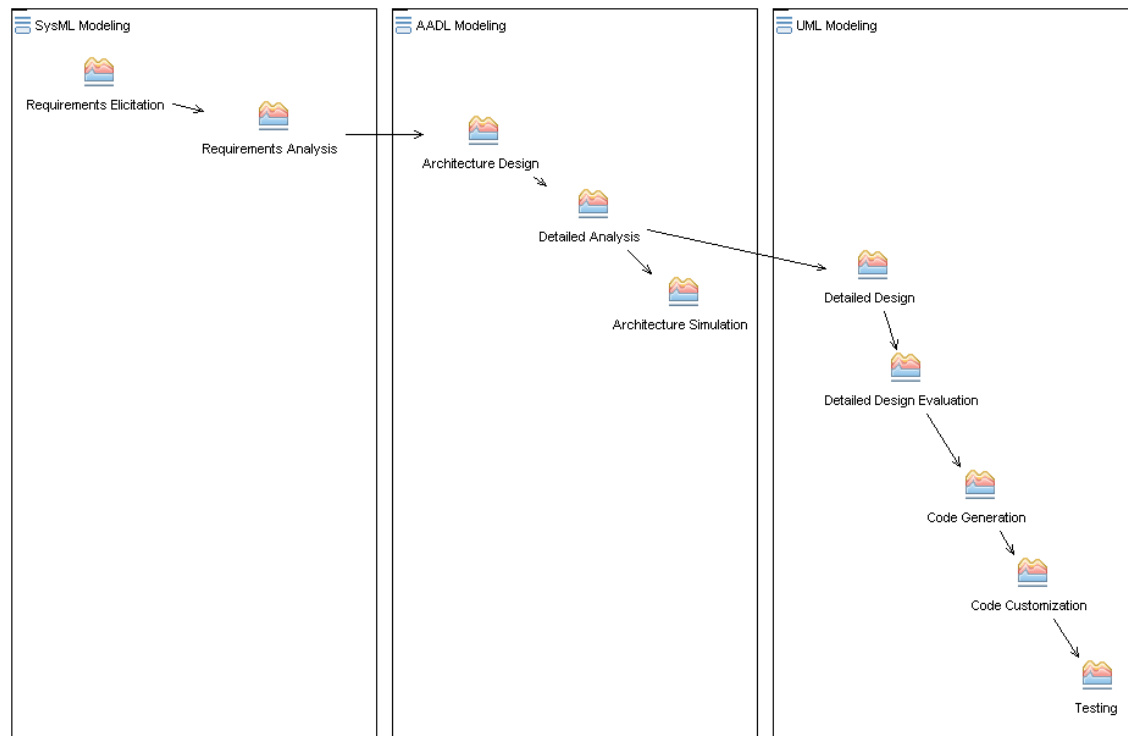 SysML Modeling
Requirements Elicitation
Requirements Analysis
AADL Modeling
Architecture Design
Detailed Analysis
Architecture Simulation
UML Modeling
Detailed Design
Detailed Design Evaluation
Code Generation
Code Customization
Testing